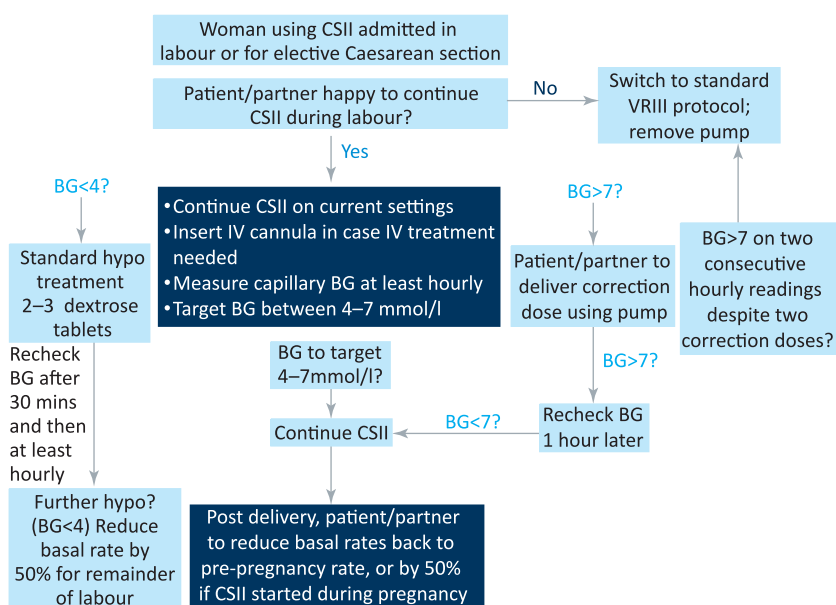 Woman using CSII admitted in
labour or for elective Caesarean section
Patient/partner happy to continue
CSII during labour?
No
Switch to standard
VRIII protocol;
remove pump
Yes
BG<4?
Standard hypo
treatment
2–3 dextrose
tablets
Recheck
BG after
30 mins
and then
at least
hourly
Further hypo?
(BG<4) Reduce
basal rate by
50% for remainder
of labour
• Continue CSII on current settings
• Insert IV cannula in case IV treatment
needed
• Measure capillary BG at least hourly
• Target BG between 4–7 mmol/l
BG>7?
Patient/partner to
deliver correction
dose using pump
BG>7?
Recheck BG
1 hour later
BG>7 on two
consecutive
hourly readings
despite two
correction doses?
BG to target
4–7mmol/l?
BG<7?
Continue CSII
Post delivery, patient/partner
to reduce basal rates back to
pre-pregnancy rate, or by 50%
if CSII started during pregnancy